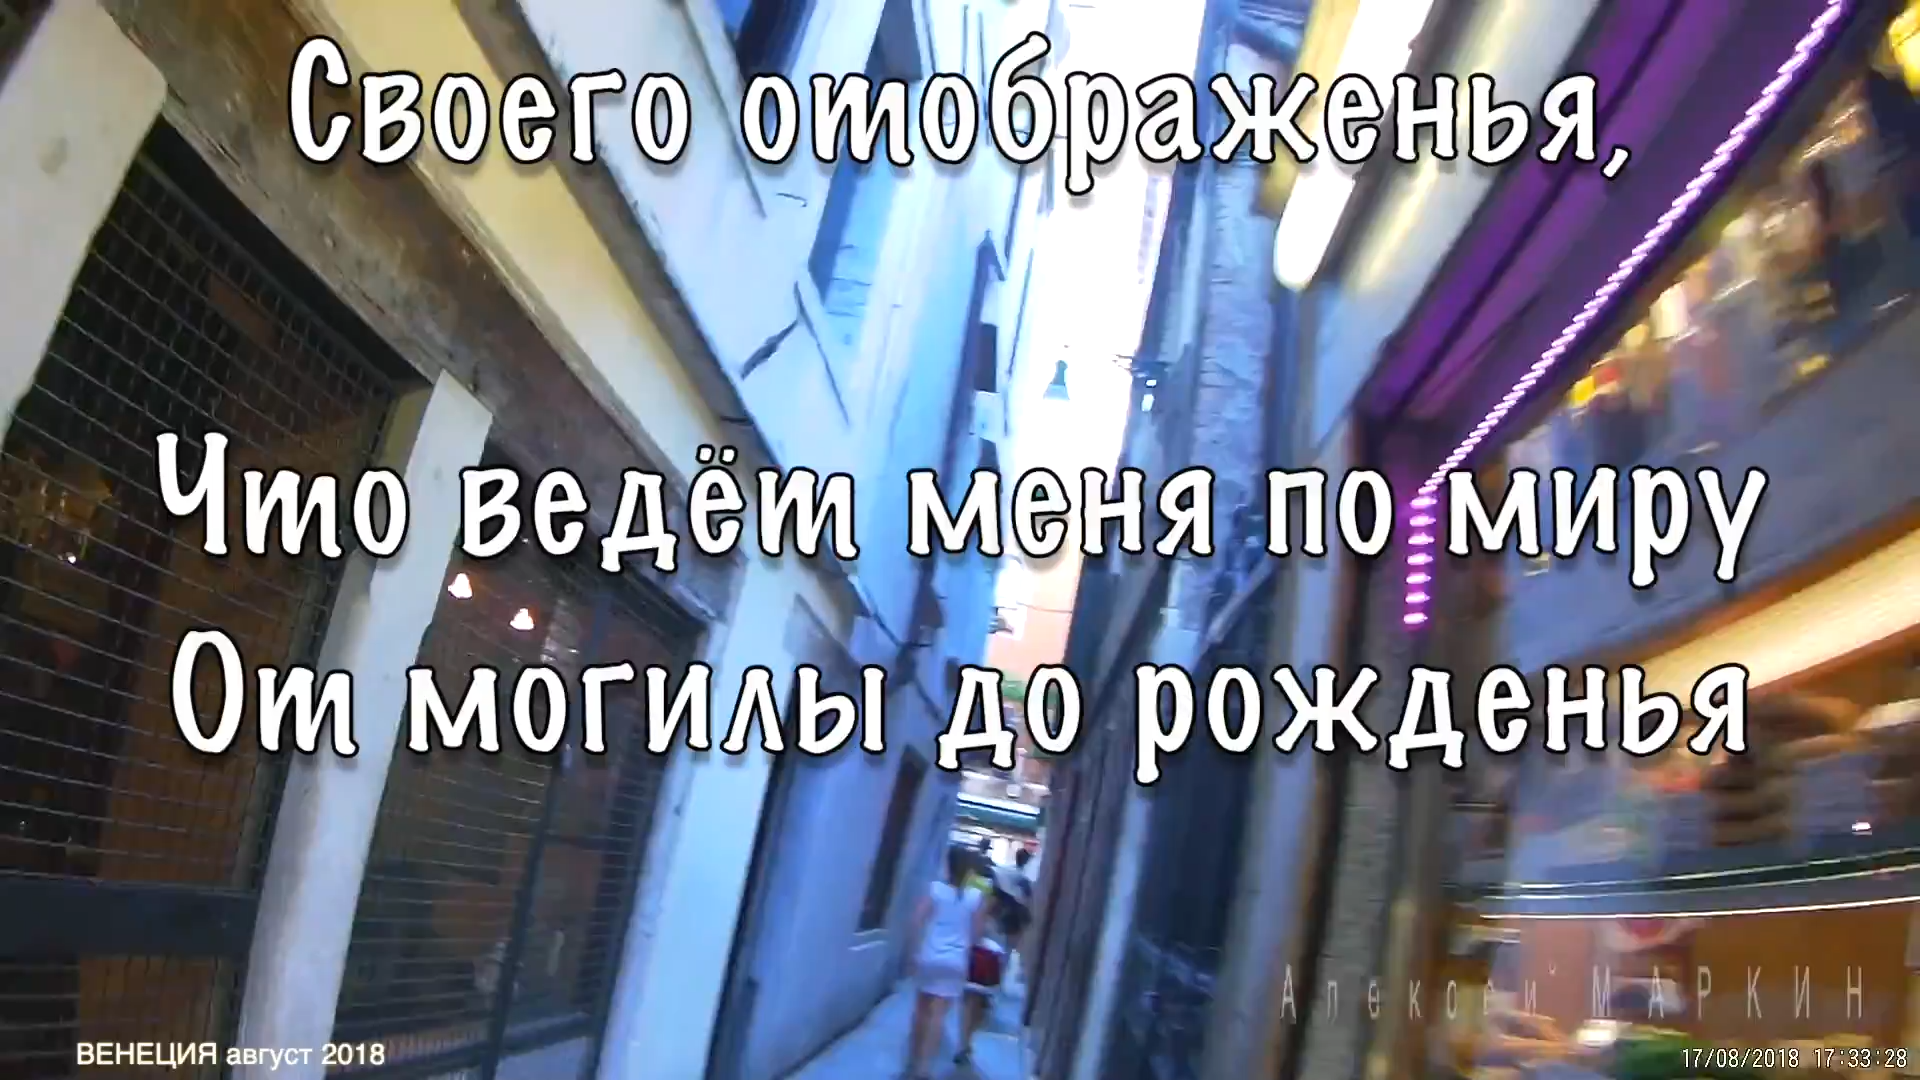 Своего отображенья,
Что ведёт меня по миру
От могилы до рожденья
Алексей МАРКИН
ВЕНЕЦИЯ август 2018
17/08/2018 17:33:28